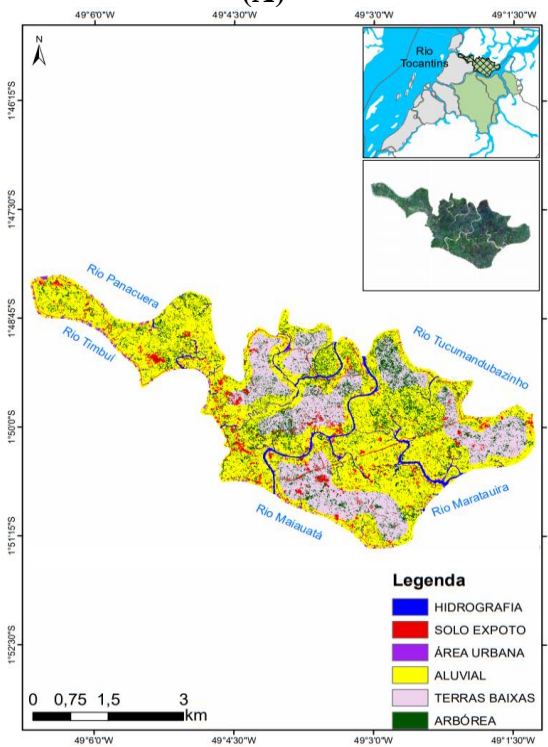 (A)
49°6'0"W 49°4'30"W 49°3'0"W 49°1'30"W
N
Rio
Tocantins
1°46'15"S
1°47'30"S
1°48'45"S
1°50'0"S
1°51'15"S
1°52'30"S
Rio Panacuera
Rio Timbuí
Rio Tucumandubazinho
Rio Maratauira
Rio Maiauatá
Legenda
HIDROGRAFIA
SOLO EXPOTO
ÁREA URBANA
ALUVIAL
TERRAS BAIXAS
ARBÓREA
0 0,75 1,5 3
km
49°6'0"W 49°4'30"W 49°3'0"W 49°1'30"W